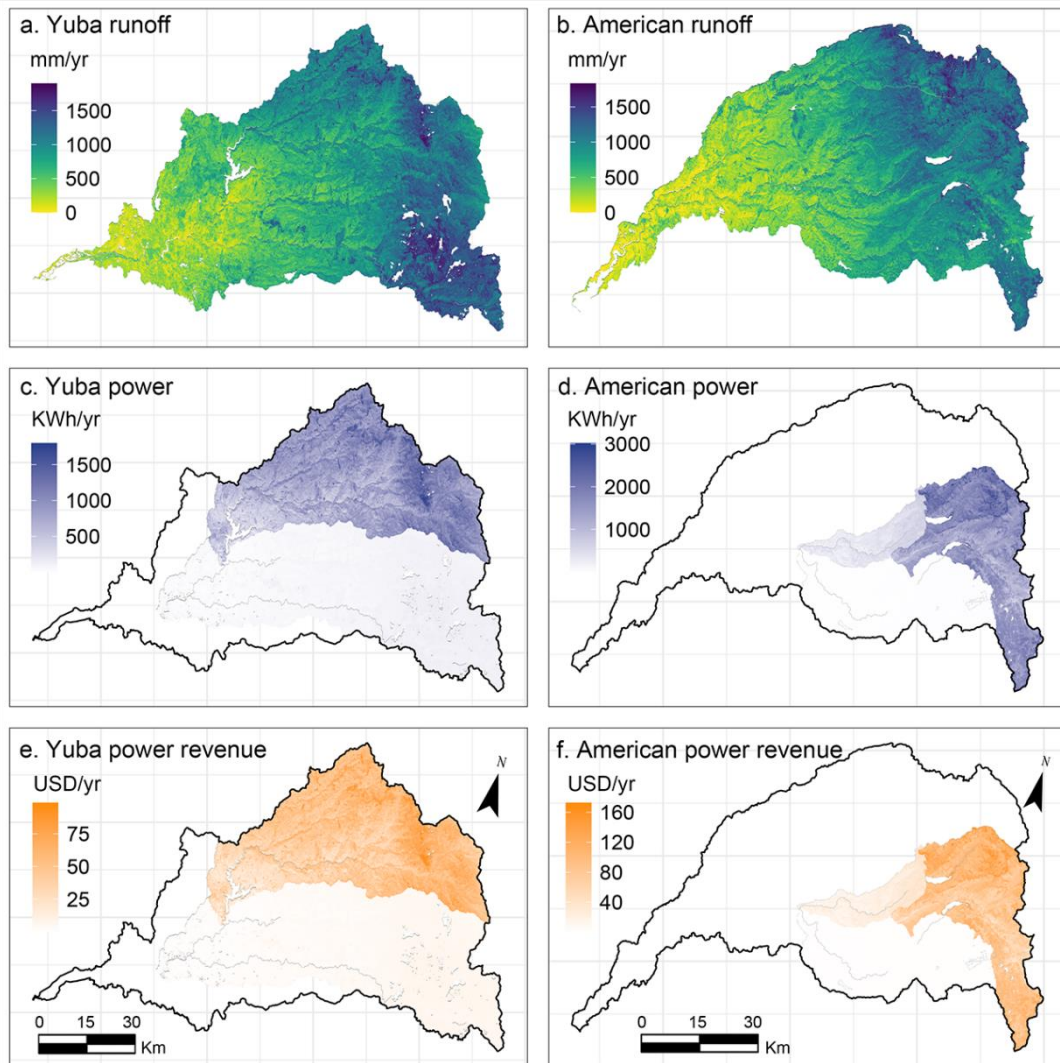 a. Yuba runoff
mm/yr
1500
1000
500
0
b. American runoff
mm/yr
1500
1000
500
0
c. Yuba power
KWh/yr
1500
1000
500
d. American power
KWh/yr
3000
2000
1000
e. Yuba power revenue
USD/yr
75
50
25
N
0 15 30
Km
f. American power revenue
USD/yr
160
120
80
40
N
0 15 30
Km